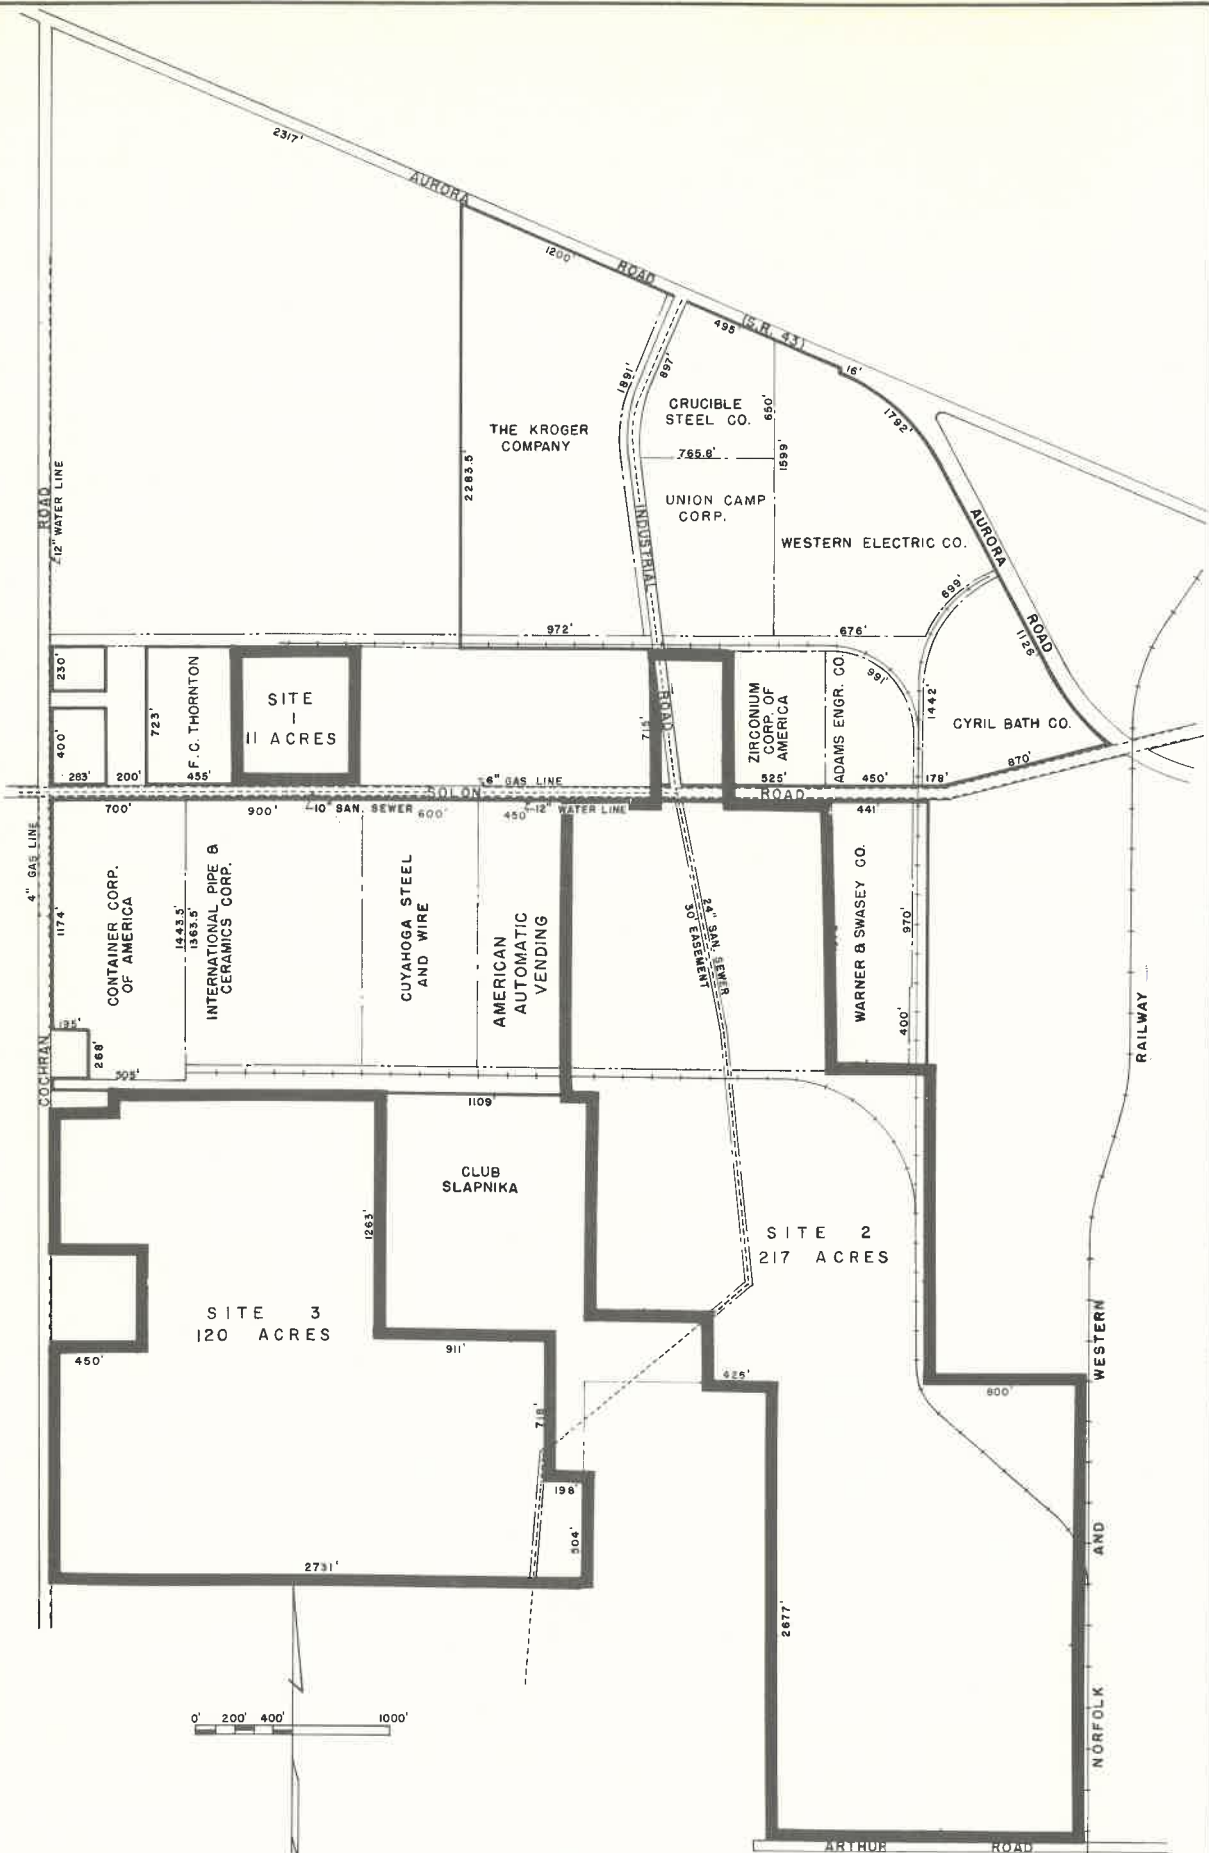 2317'
AURORA
1200'
ROAD
495'
(S.R. 43)
16'
1792'
1891'
897'
CRUCIBLE
STEEL CO.
650'
THE KROGER
COMPANY
765.8'
1599'
2283.5'
ROAD
12" WATER LINE
UNION CAMP
CORP.
INDUSTRIAL
WESTERN ELECTRIC CO.
AURORA
ROAD
699'
1126'
972'
676'
230'
400'
283'
200'
723'
F.C. THORNTON
455'
SITE
1
11 ACRES
715'
ROAD
ZIRCONIUM
CORP. OF
AMERICA
525'
ADAMS ENGR. CO.
991'
450'
1442'
178'
CYRIL BATH CO.
870'
6" GAS LINE
SOLON
ROAD
700'
900'
10" SAN. SEWER
600'
450'
12" WATER LINE
441'
4" GAS LINE
1174'
CONTAINER CORP.
OF AMERICA
1443.5'
1363.5'
INTERNATIONAL PIPE &
CERAMICS CORP.
CUYAHOGA STEEL
AND WIRE
AMERICAN
AUTOMATIC
VENDING
24" SAN. SEWER
30' EASEMENT
WARNER & SWASEY CO.
970'
400'
RAILWAY
195'
268'
505'
COCHRAN
1109'
CLUB
SLAPNIKA
1263'
SITE 2
217 ACRES
SITE 3
120 ACRES
450'
911'
425'
800'
WESTERN
718'
198'
504'
AND
2731'
2677'
NORFOLK
0' 200' 400' 1000'
ARTHUR ROAD